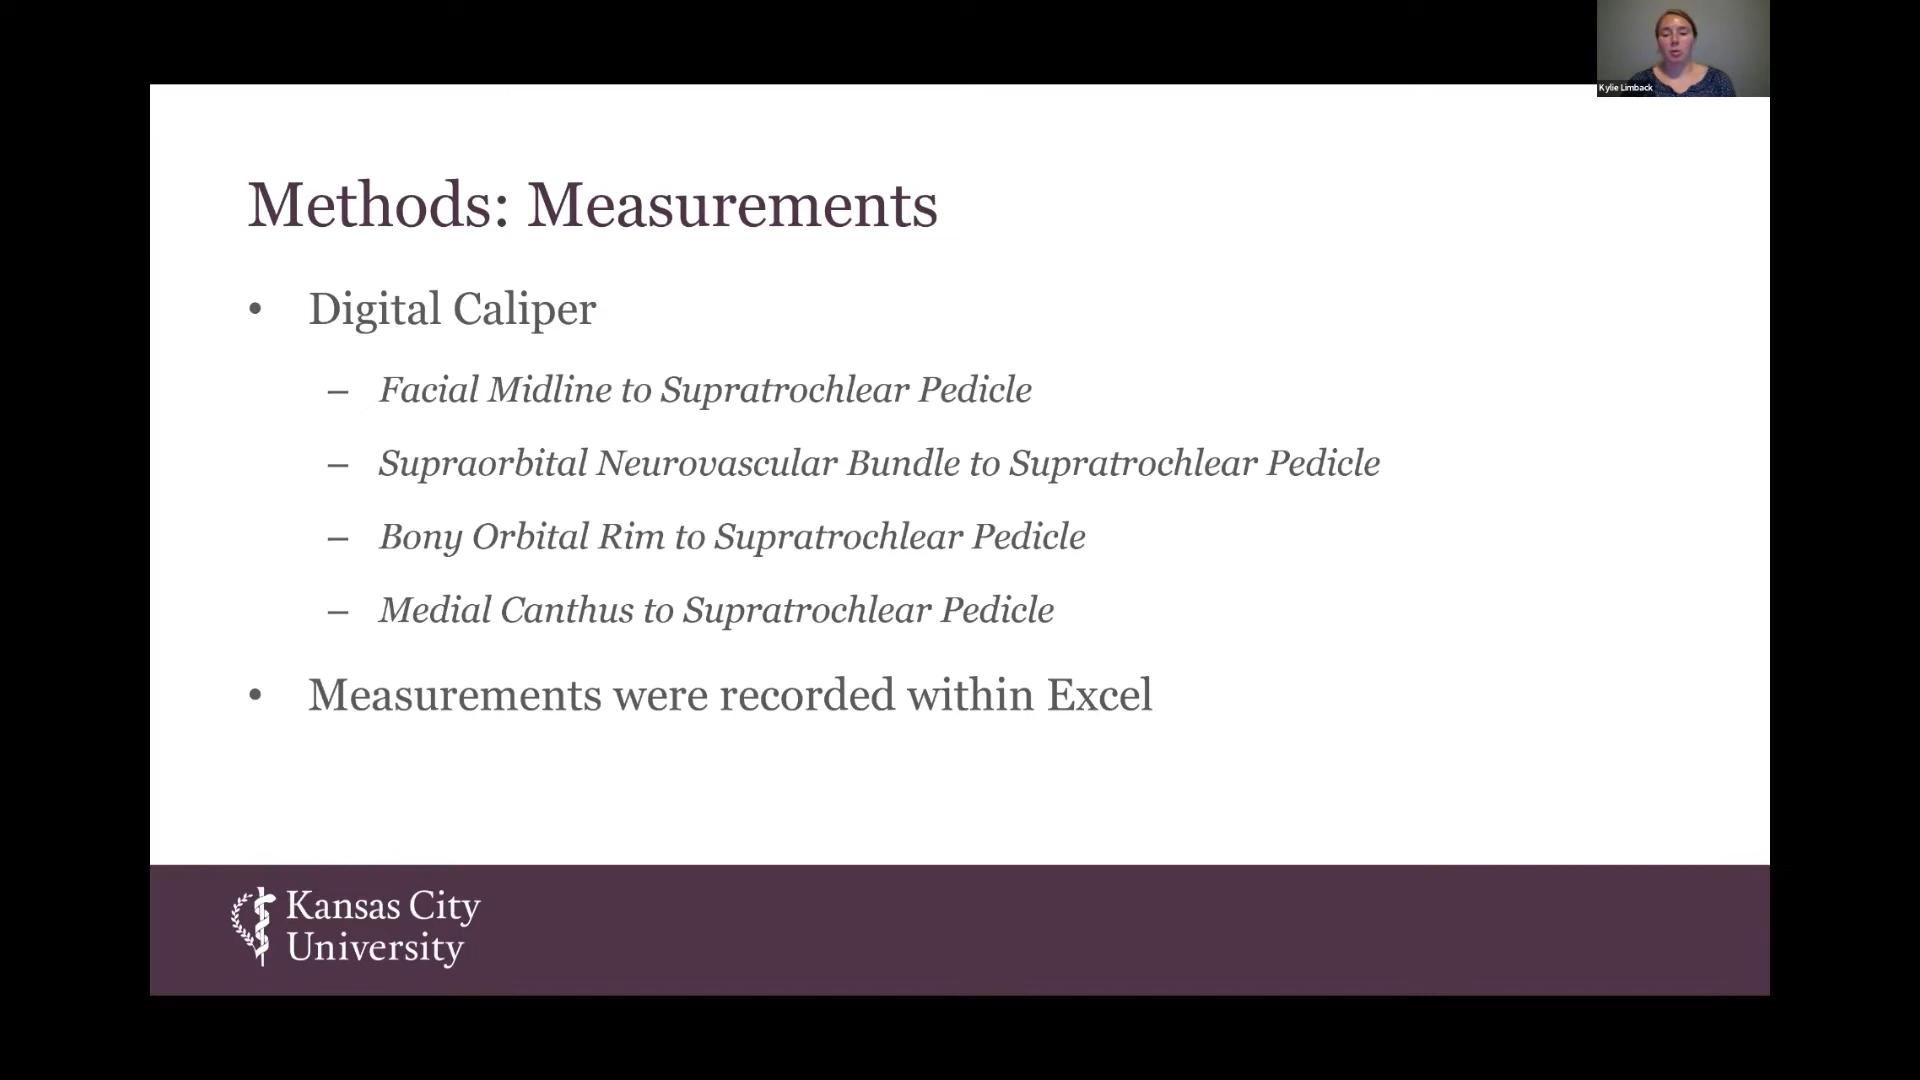 Kylie Limback
Methods: Measurements
• Digital Caliper
– Facial Midline to Supratrochlear Pedicle
– Supraorbital Neurovascular Bundle to Supratrochlear Pedicle
– Bony Orbital Rim to Supratrochlear Pedicle
– Medial Canthus to Supratrochlear Pedicle
• Measurements were recorded within Excel
Kansas City
University